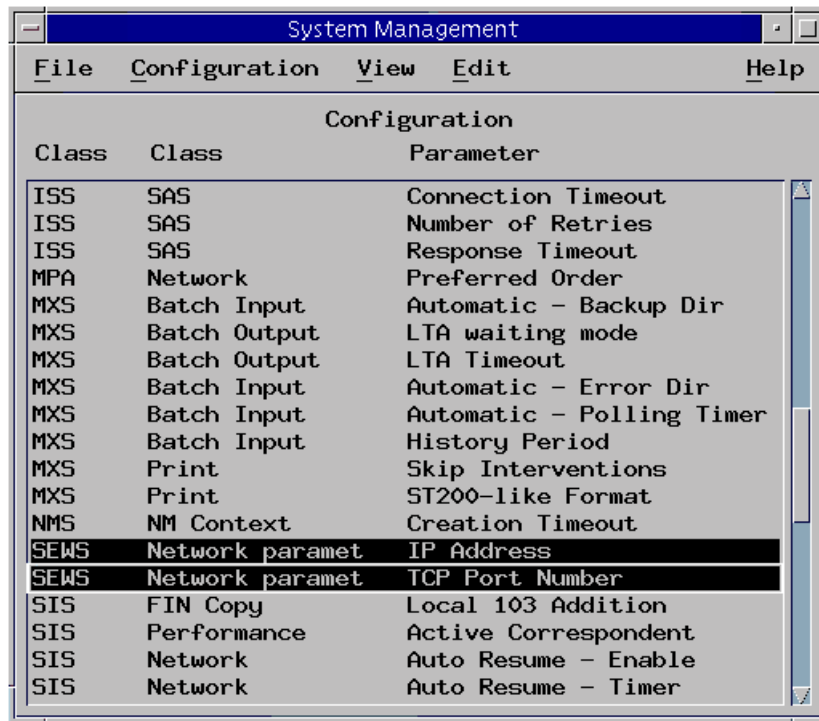 System Management
File Configuration View Edit Help
Configuration
Class Class Parameter
ISS SAS Connection Timeout
ISS SAS Number of Retries
ISS SAS Response Timeout
MPA Network Preferred Order
MXS Batch Input Automatic - Backup Dir
MXS Batch Output LTA waiting mode
MXS Batch Output LTA Timeout
MXS Batch Input Automatic - Error Dir
MXS Batch Input Automatic - Polling Timer
MXS Batch Input History Period
MXS Print Skip Interventions
MXS Print ST200-like Format
NMS NM Context Creation Timeout
SEWS Network paramet IP Address
SEWS Network paramet TCP Port Number
SIS FIN Copy Local 103 Addition
SIS Performance Active Correspondent
SIS Network Auto Resume - Enable
SIS Network Auto Resume - Timer